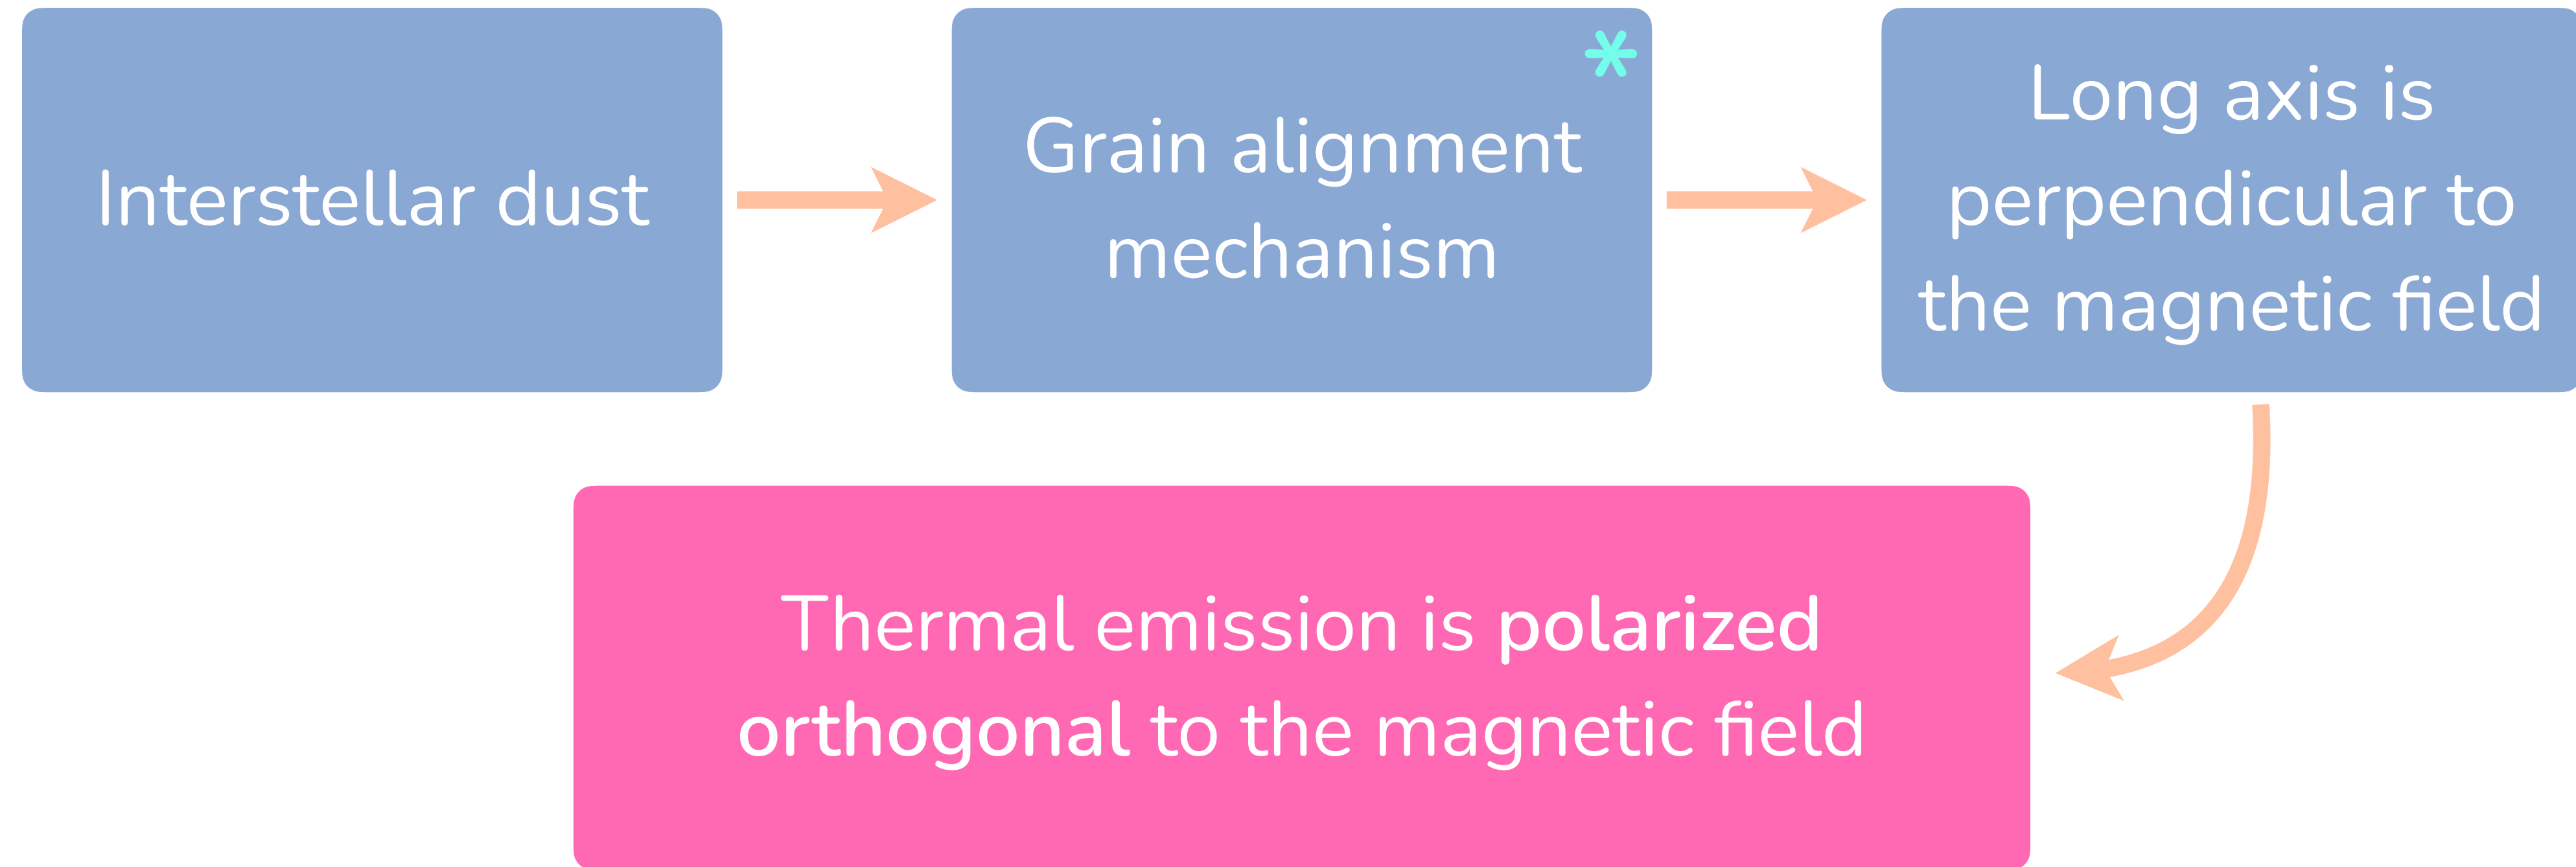 Interstellar dust
Grain alignment
mechanism
*
Long axis is
perpendicular to
the magnetic field
Thermal emission is polarized
orthogonal to the magnetic field